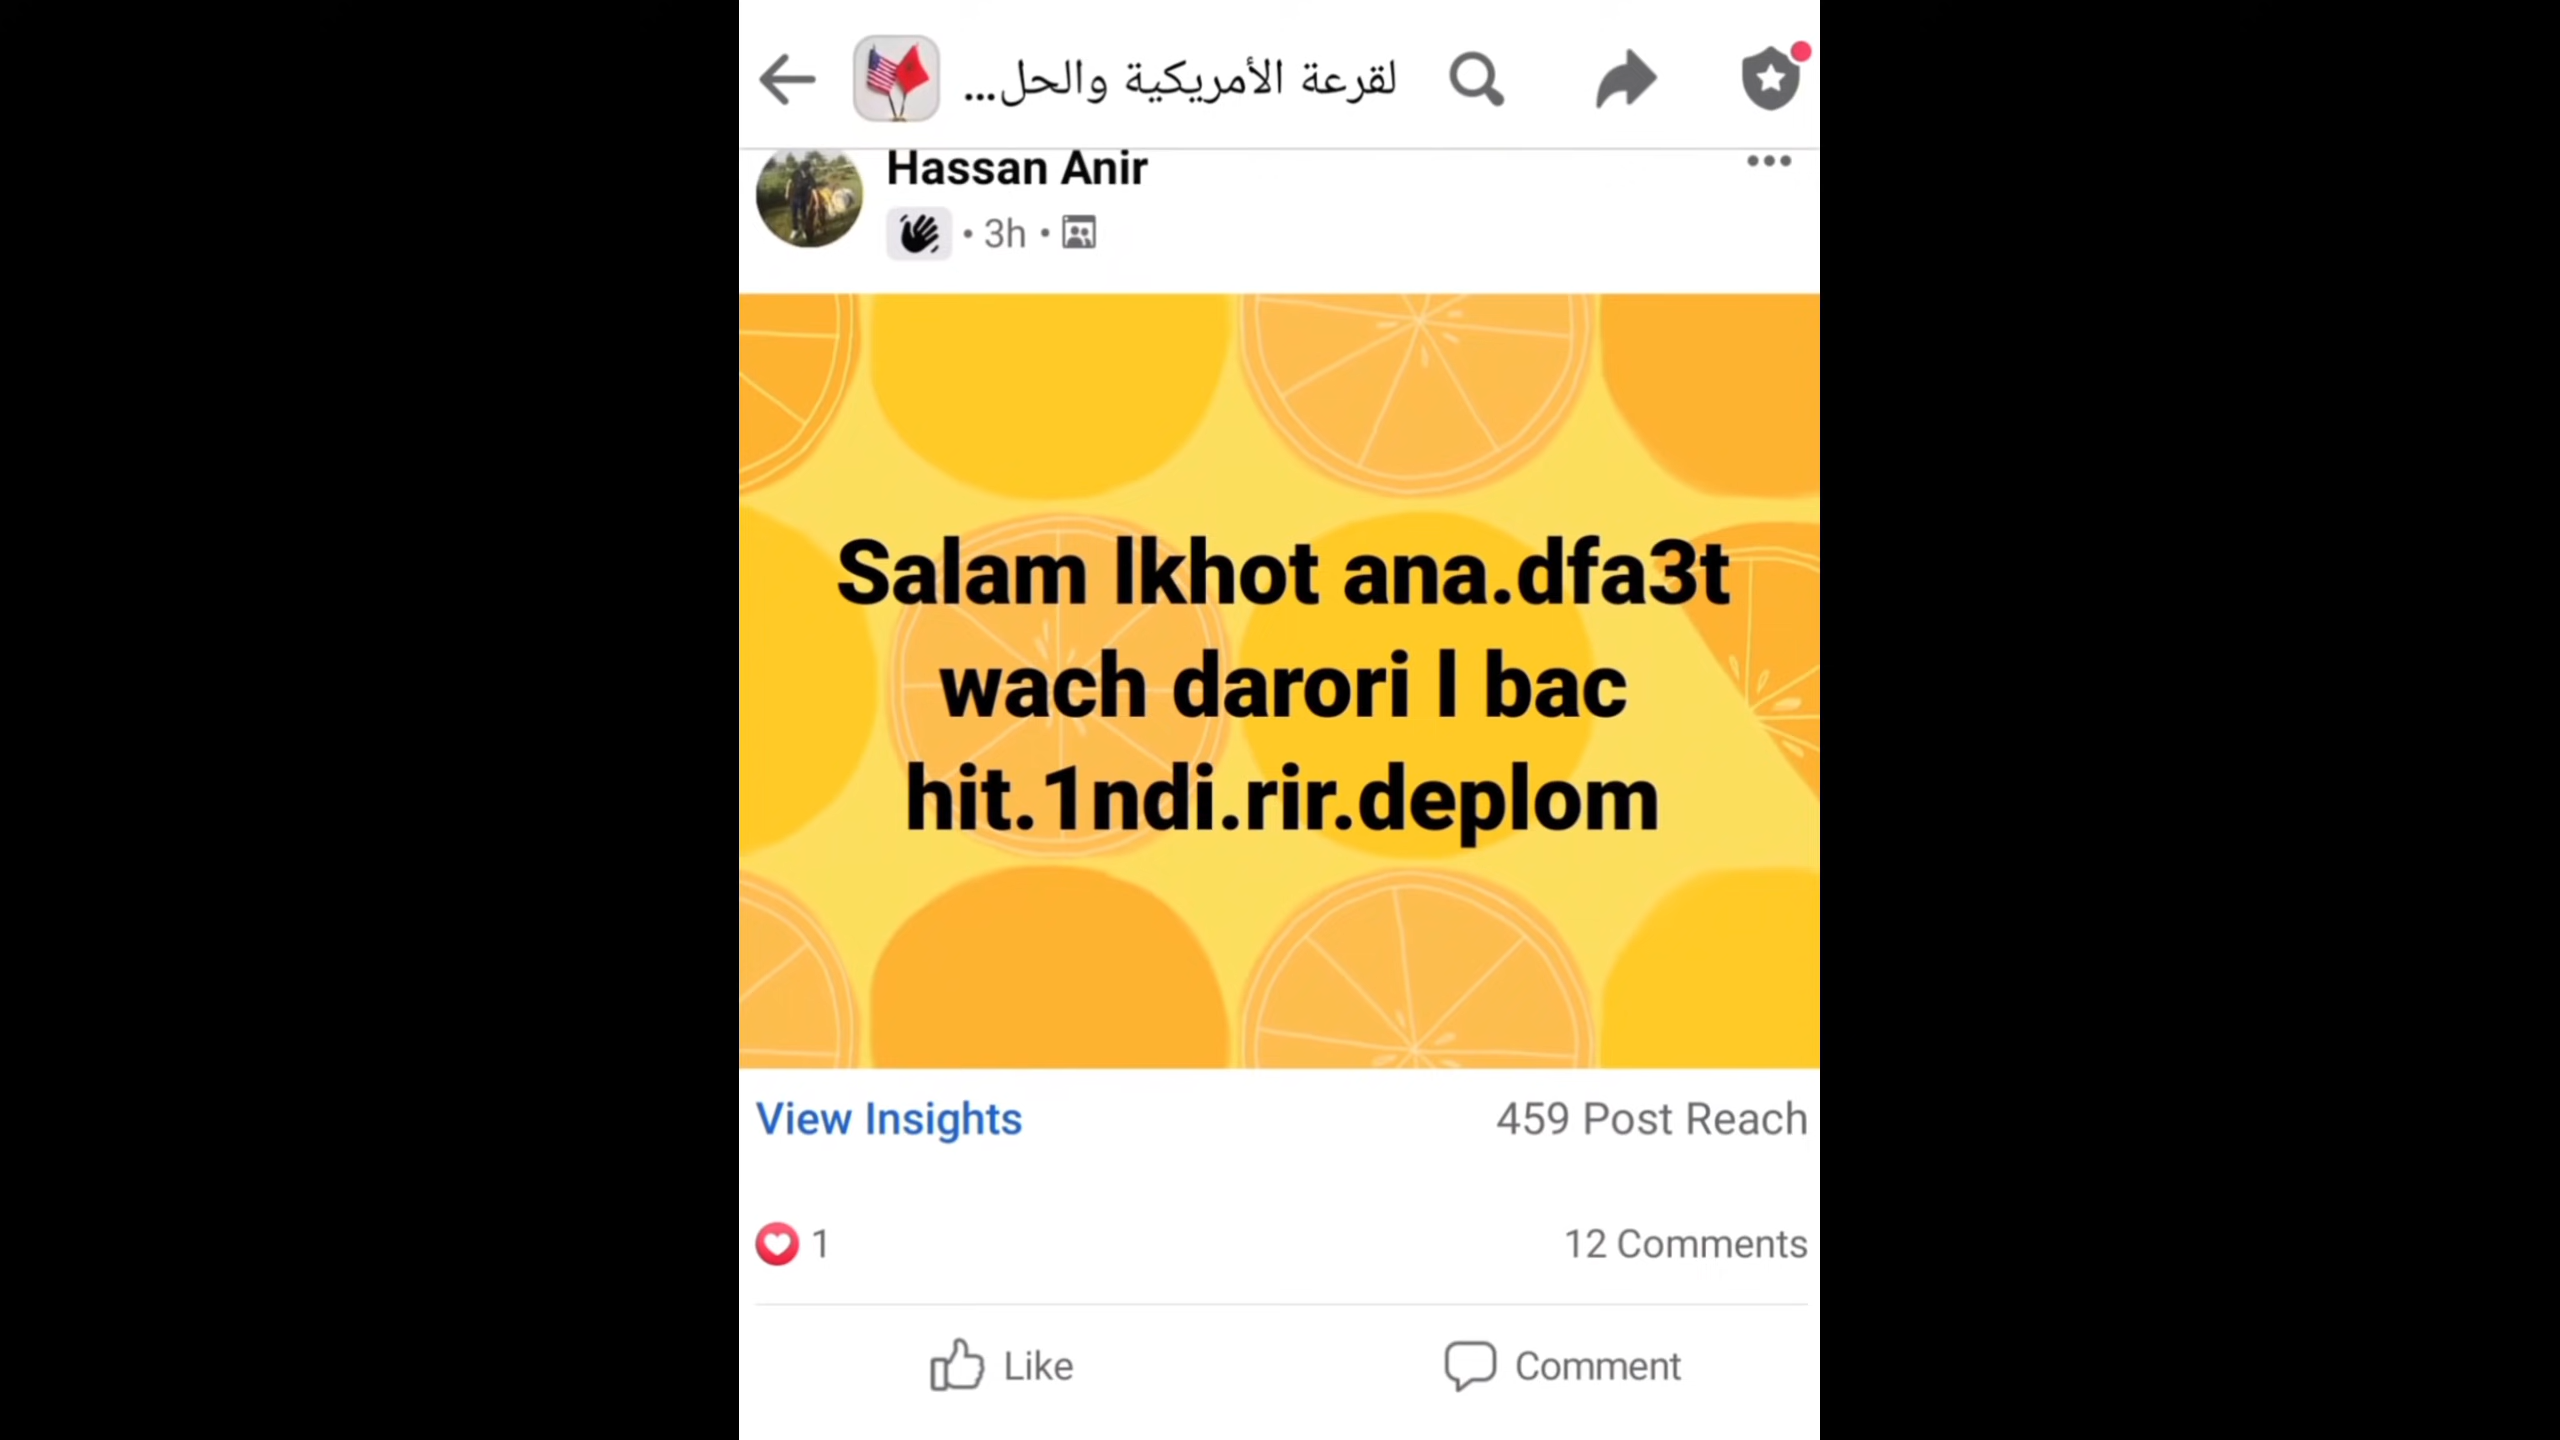 لقرعة الأمريكية والحل...
Hassan Anir
• 3h •
Salam lkhot ana.dfa3t
wach darori l bac
hit.1ndi.rir.deplom
View Insights
459 Post Reach
1
12 Comments
Like
Comment